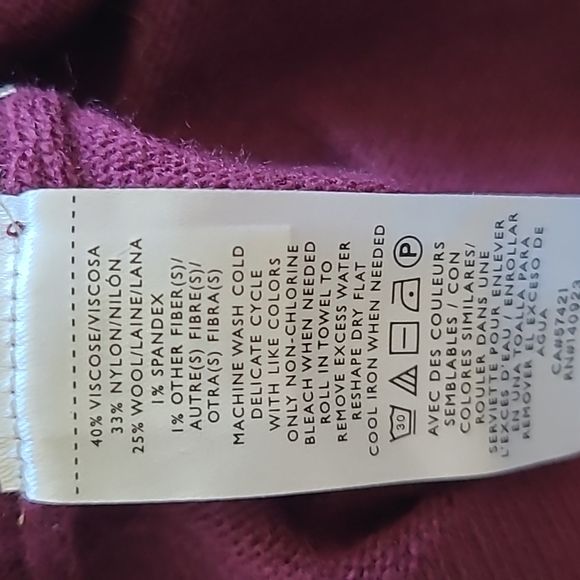 40% VISCOSE/VISCOSA
33% NYLON/NILÓN
25% WOOL/LAINE/LANA
1% SPANDEX
1% OTHER FIBER(S)/
AUTRE(S) FIBRE(S)/
OTRA(S) FIBRA(S)
MACHINE WASH COLD
DELICATE CYCLE
WITH LIKE COLORS
ONLY NON-CHLORINE
BLEACH WHEN NEEDED
ROLL IN TOWEL TO
REMOVE EXCESS WATER
RESHAPE DRY FLAT
COOL IRON WHEN NEEDED
30 P
AVEC DES COULEURS
SEMBLABLES / CON
COLORES SIMILARES/
ROULER DANS UNE
SERVIETTE POUR ENLEVER
L'EXCES D'EAU / ENROLLAR
EN UNA TOALLA PARA
REMOVER EL EXCESO DE
AGUA
CA#57421
RN#140923